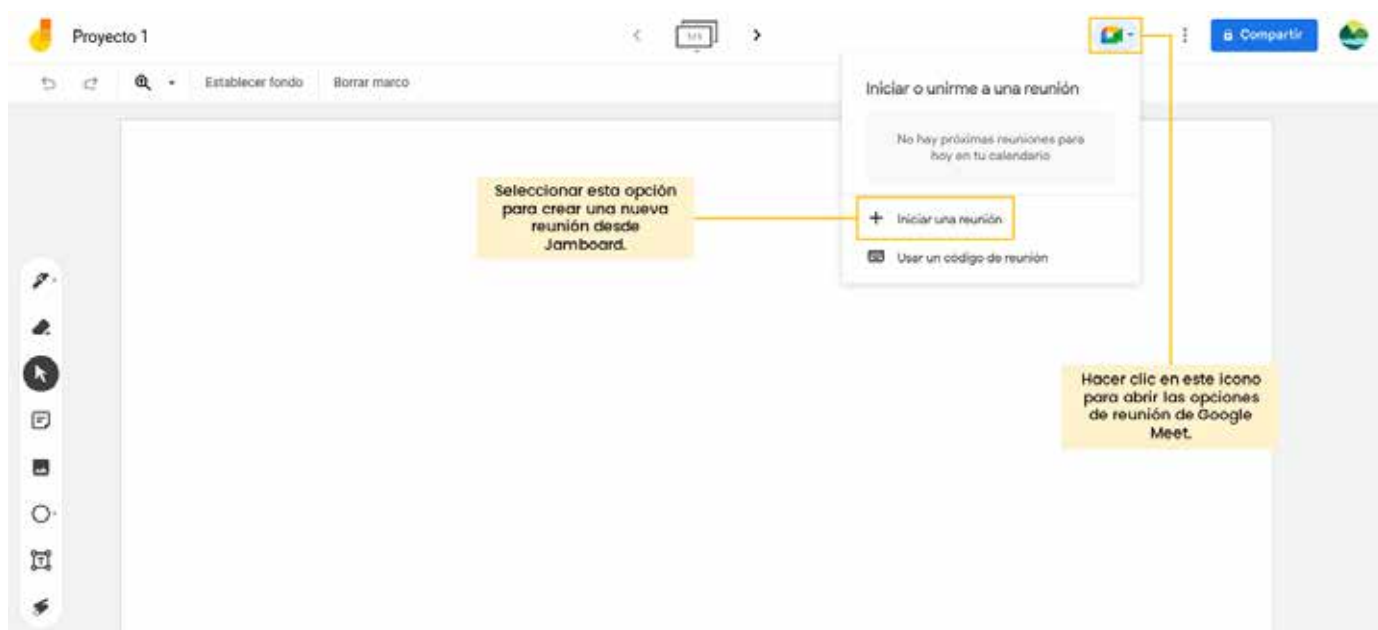 Proyecto 1
1/1
Compartir
Establecer fondo
Borrar marco
Iniciar o unirme a una reunión
No hay próximas reuniones para
hoy en tu calendario
Seleccionar esta opción
para crear una nueva
reunión desde
Jamboard.
Iniciar una reunión
Usar un código de reunión
Hacer clic en este icono
para abrir las opciones
de reunión de Google
Meet.